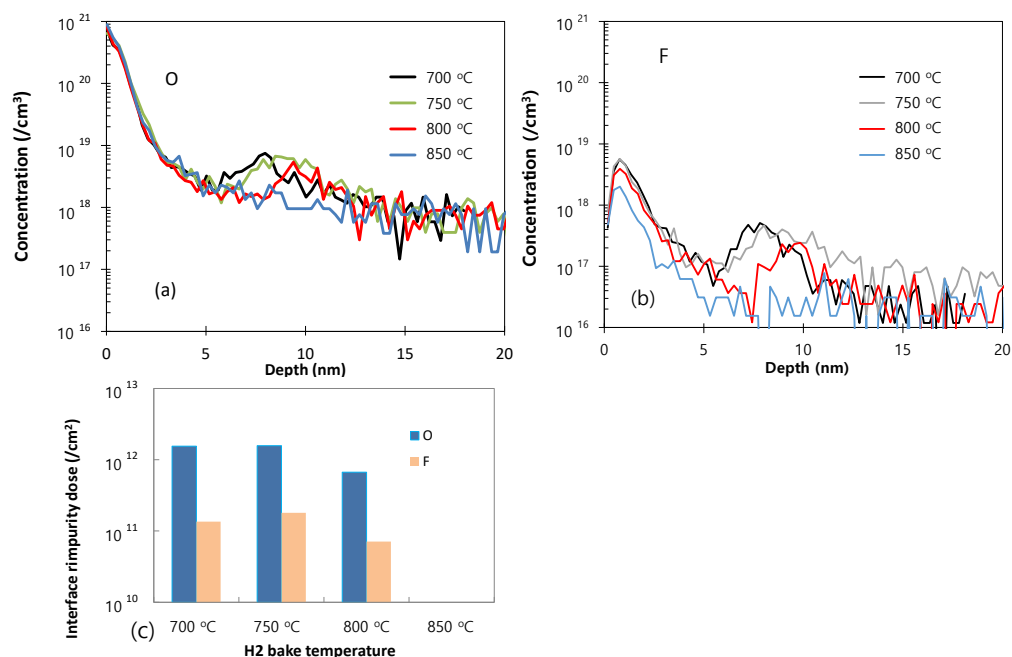 10 21
10 20
10 19
10 18
10 17
10 16
Concentration (/cm3)
O
700 oC
750 oC
800 oC
850 oC
(a)
0 5 10 15 20
Depth (nm)
10 21
10 20
10 19
10 18
10 17
10 16
Concentration (/cm3)
F
700 oC
750 oC
800 oC
850 oC
(b)
0 5 10 15 20
Depth (nm)
10 13
10 12
10 11
10 10
Interface rimpurity dose (/cm2)
O
F
(c)
700 oC 750 oC 800 oC 850 oC
H2 bake temperature